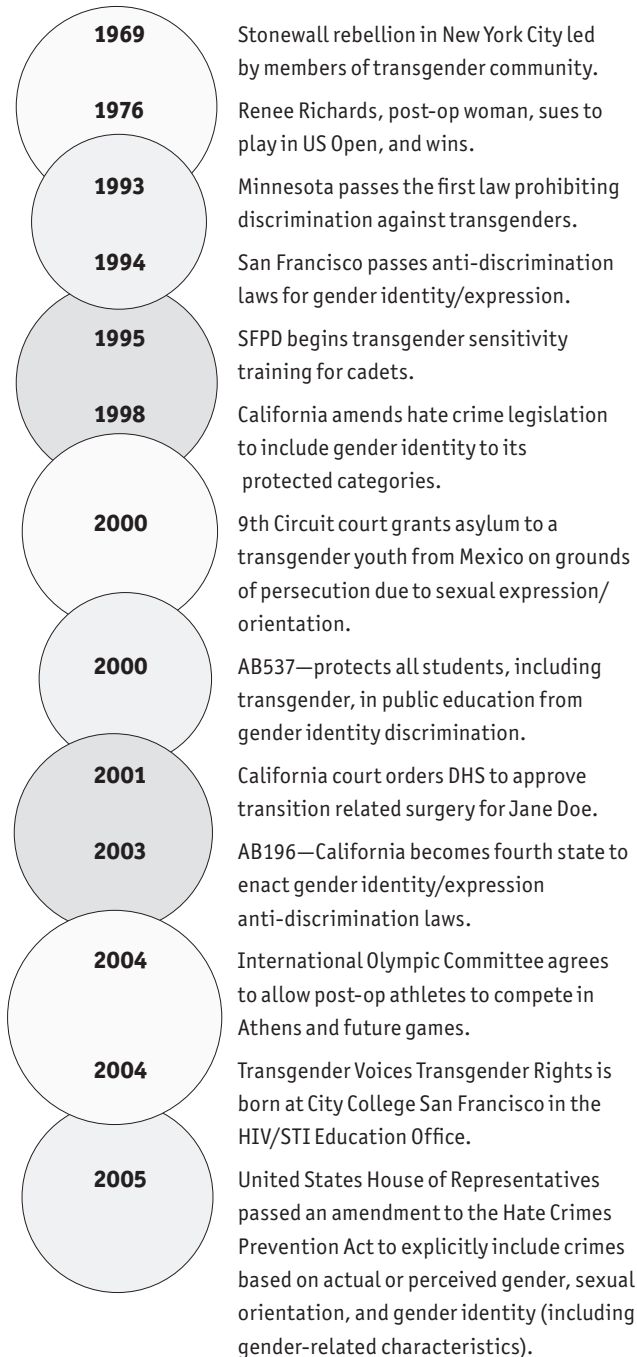 1969 Stonewall rebellion in New York City led
by members of transgender community.
1976 Renee Richards, post-op woman, sues to
play in US Open, and wins.
1993 Minnesota passes the first law prohibiting
discrimination against transgenders.
1994 San Francisco passes anti-discrimination
laws for gender identity/expression.
1995 SFPD begins transgender sensitivity
training for cadets.
1998 California amends hate crime legislation
to include gender identity to its
protected categories.
2000 9th Circuit court grants asylum to a
transgender youth from Mexico on grounds
of persecution due to sexual expression/
orientation.
2000 AB537—protects all students, including
transgender, in public education from
gender identity discrimination.
2001 California court orders DHS to approve
transition related surgery for Jane Doe.
2003 AB196—California becomes fourth state to
enact gender identity/expression
anti-discrimination laws.
2004 International Olympic Committee agrees
to allow post-op athletes to compete in
Athens and future games.
2004 Transgender Voices Transgender Rights is
born at City College San Francisco in the
HIV/STI Education Office.
2005 United States House of Representatives
passed an amendment to the Hate Crimes
Prevention Act to explicitly include crimes
based on actual or perceived gender, sexual
orientation, and gender identity (including
gender-related characteristics).